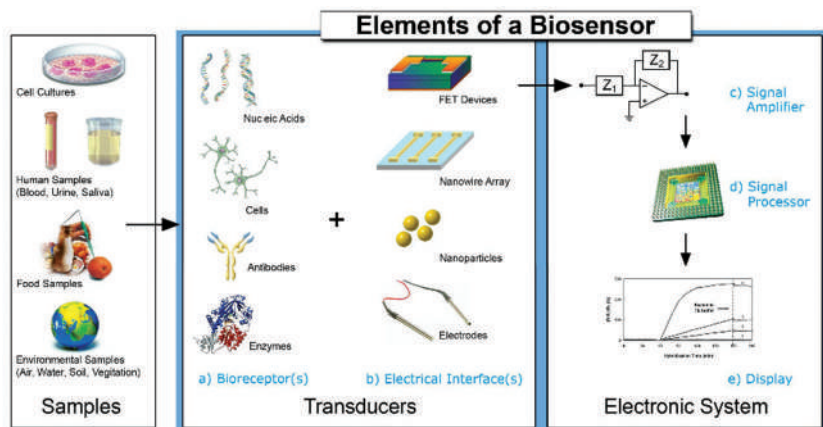 Elements of a Biosensor
Cell Cultures
Human Samples
(Blood, Urine, Saliva)
Food Samples
Environmental Samples
(Air, Water, Soil, Vegitation)
Samples
Nucleic Acids
Cells
Antibodies
Enzymes
a) Bioreceptor(s)
+
FET Devices
Nanowire Array
Nanoparticles
Electrodes
b) Electrical Interface(s)
Transducers
Z1
Z2
−
+
c) Signal
Amplifier
d) Signal
Processor
e) Display
Electronic System